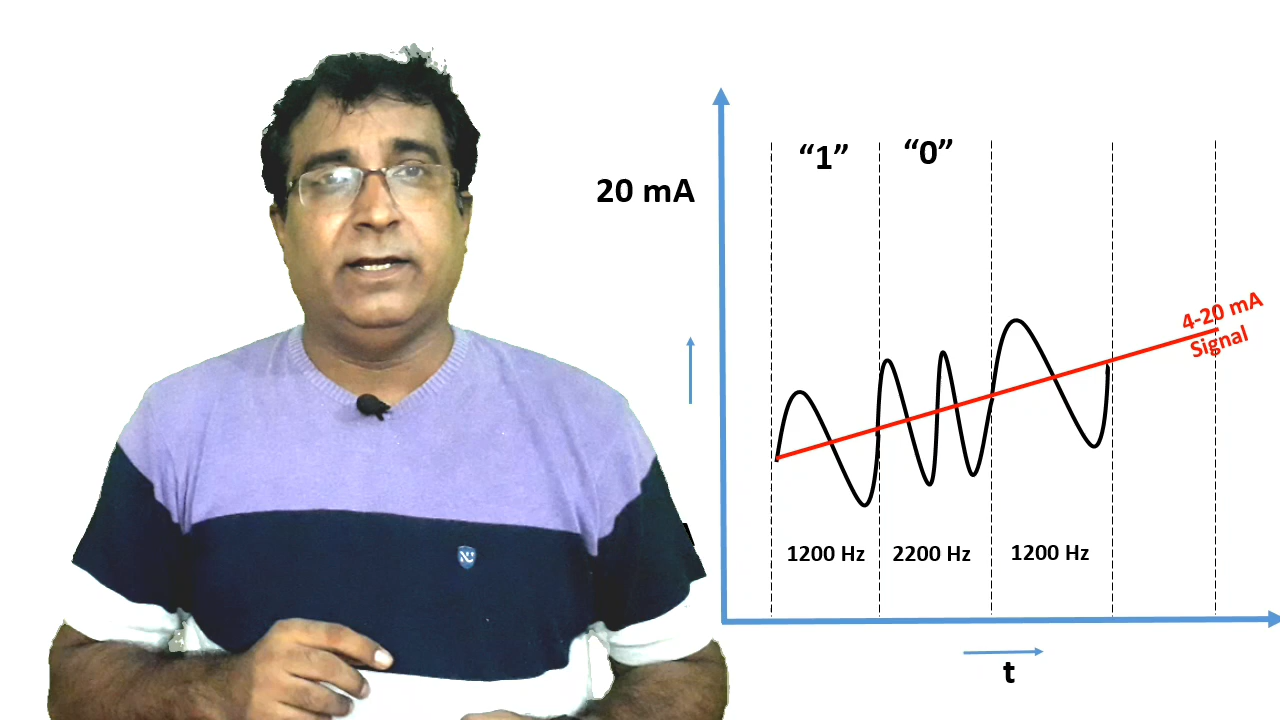 “1”
“0”
20 mA
4-20 mA
Signal
1200 Hz
2200 Hz
1200 Hz
t